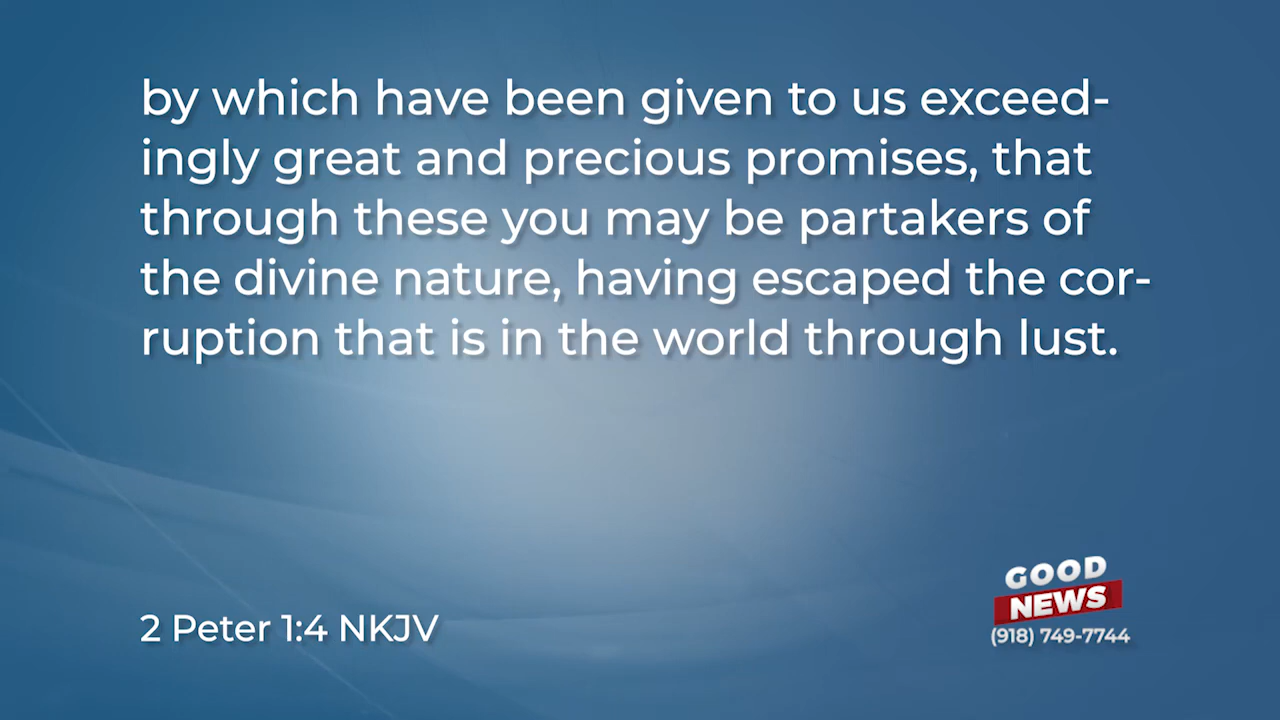 by which have been given to us exceed-
ingly great and precious promises, that
through these you may be partakers of
the divine nature, having escaped the cor-
ruption that is in the world through lust.
2 Peter 1:4 NKJV
GOOD
NEWS
(918) 749-7744